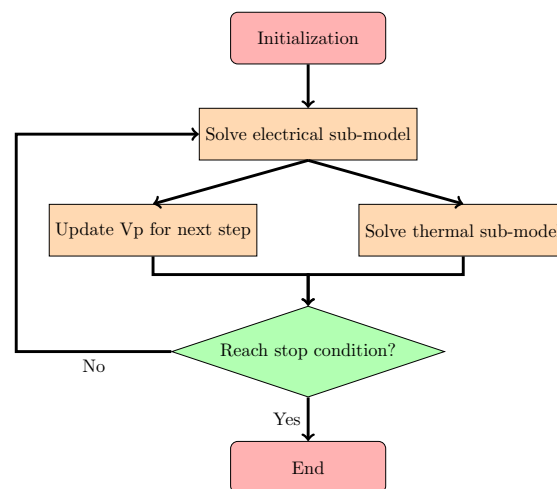 Initialization
Solve electrical sub-model
Update Vp for next step
Solve thermal sub-mode
Reach stop condition?
No
Yes
End